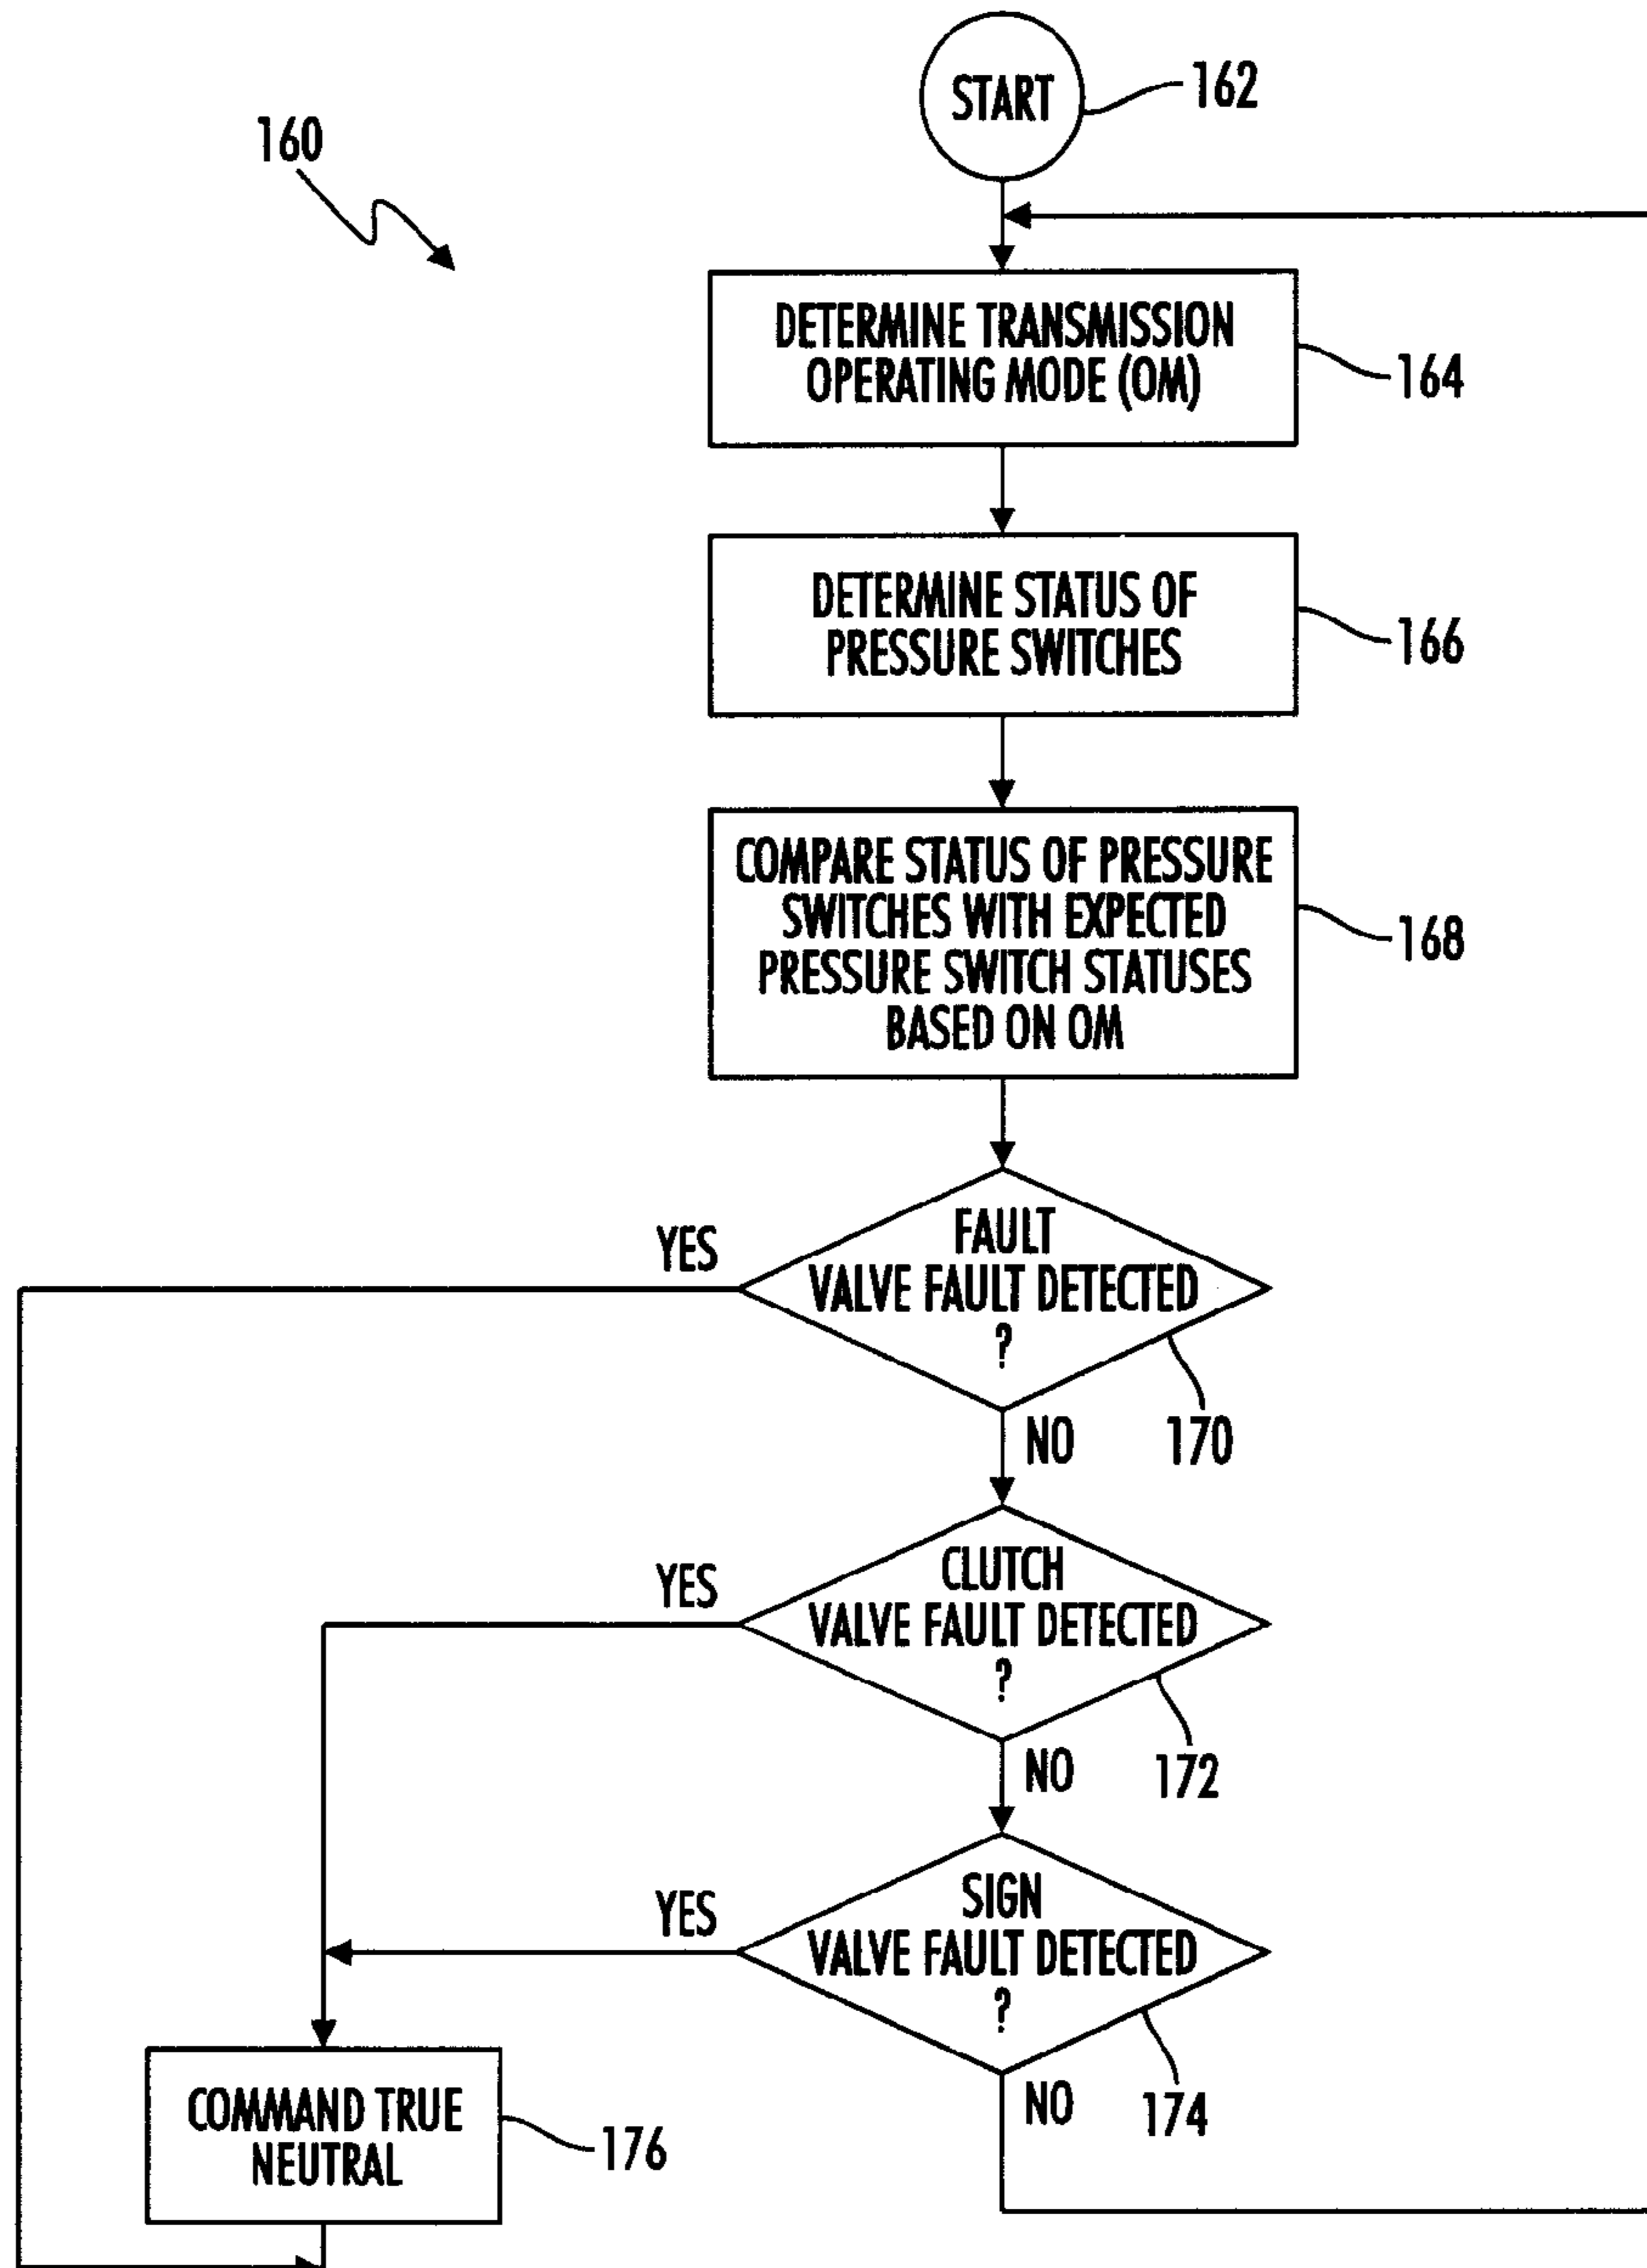 START
162
160
DETERMINE TRANSMISSION
OPERATING MODE (OM)
164
DETERMINE STATUS OF
PRESSURE SWITCHES
166
COMPARE STATUS OF PRESSURE
SWITCHES WITH EXPECTED
PRESSURE SWITCH STATUSES
BASED ON OM
168
YES
FAULT
VALVE FAULT DETECTED
?
NO
170
YES
CLUTCH
VALVE FAULT DETECTED
?
NO
172
YES
SIGN
VALVE FAULT DETECTED
?
NO
174
COMMAND TRUE
NEUTRAL
176